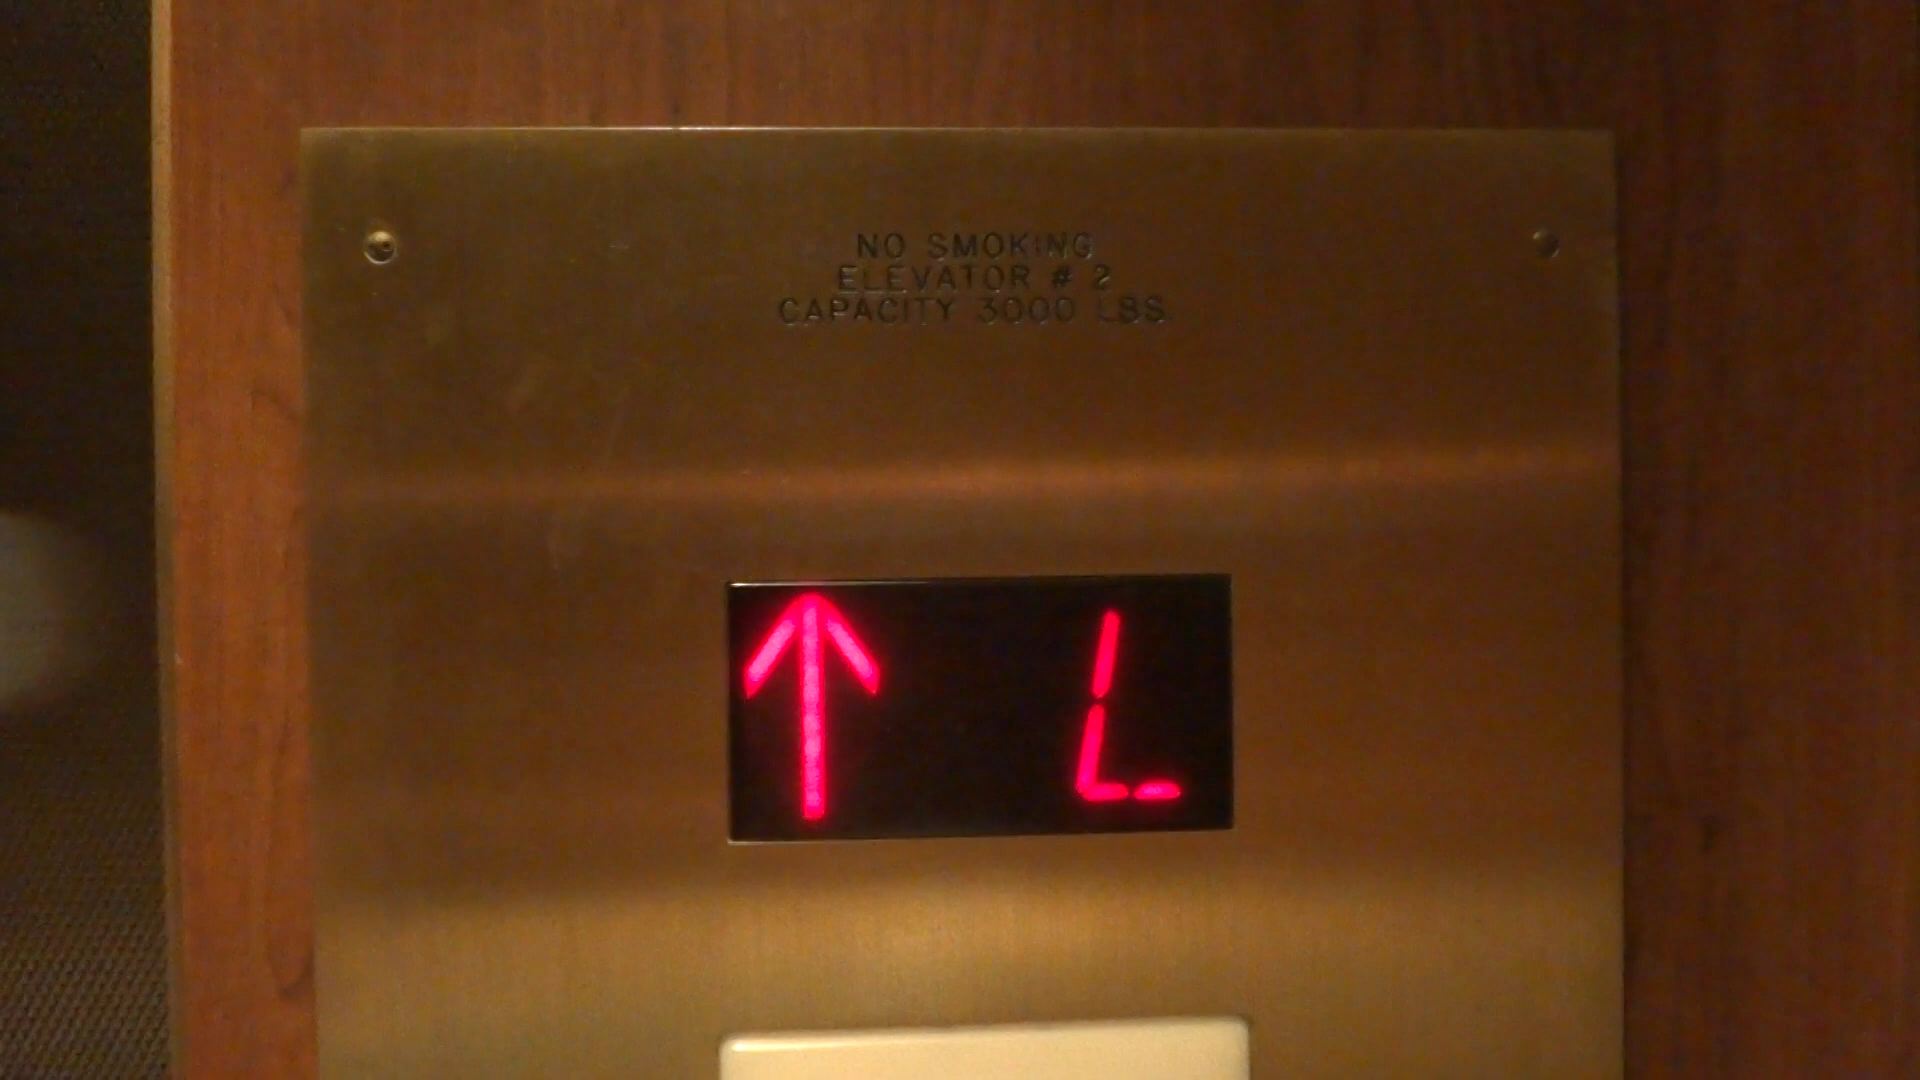 NO SMOKING
ELEVATOR # 2
CAPACITY 3000 LBS.
↑ L